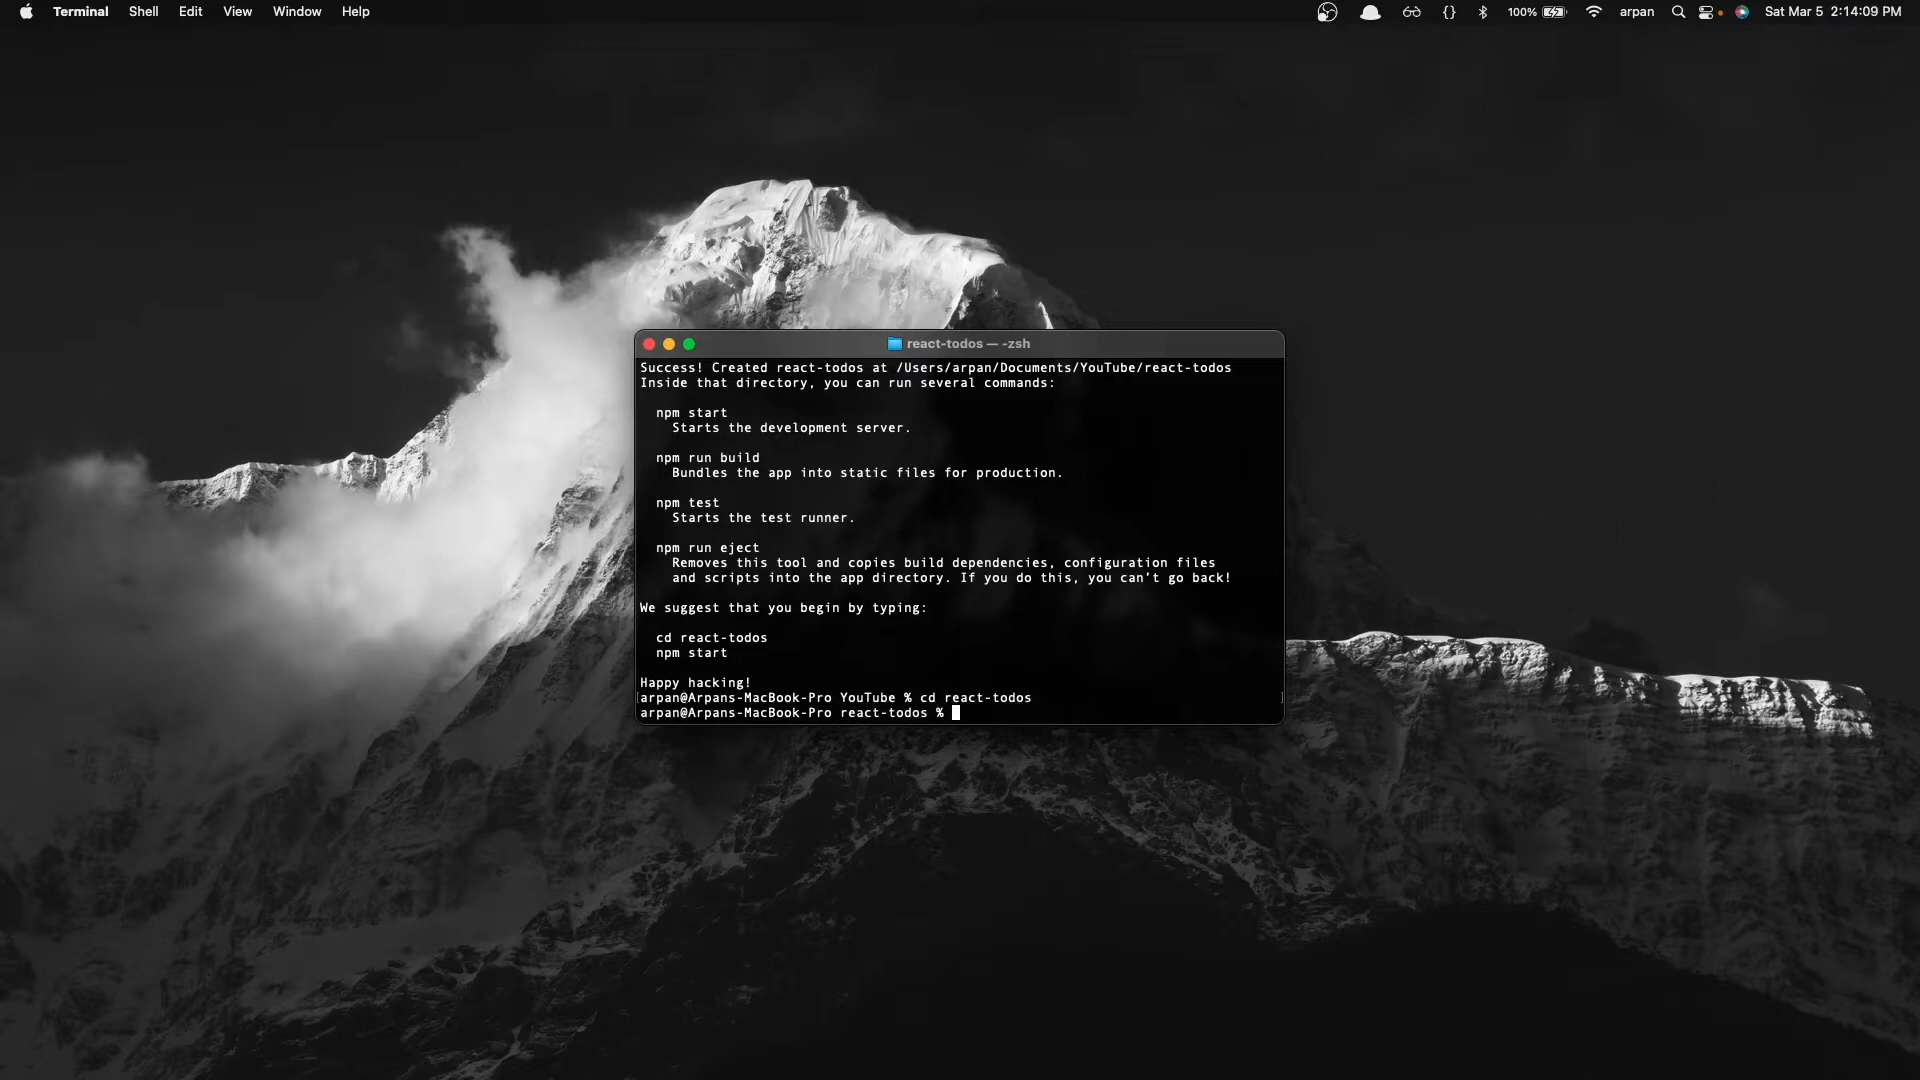 Terminal Shell Edit View Window Help {} 100% arpan Sat Mar 5 2:14:09 PM
react-todos — -zsh
Success! Created react-todos at /Users/arpan/Documents/YouTube/react-todos
Inside that directory, you can run several commands:
npm start
Starts the development server.
npm run build
Bundles the app into static files for production.
npm test
Starts the test runner.
npm run eject
Removes this tool and copies build dependencies, configuration files
and scripts into the app directory. If you do this, you can’t go back!
We suggest that you begin by typing:
cd react-todos
npm start
Happy hacking!
[arpan@Arpans-MacBook-Pro YouTube % cd react-todos ]
arpan@Arpans-MacBook-Pro react-todos %